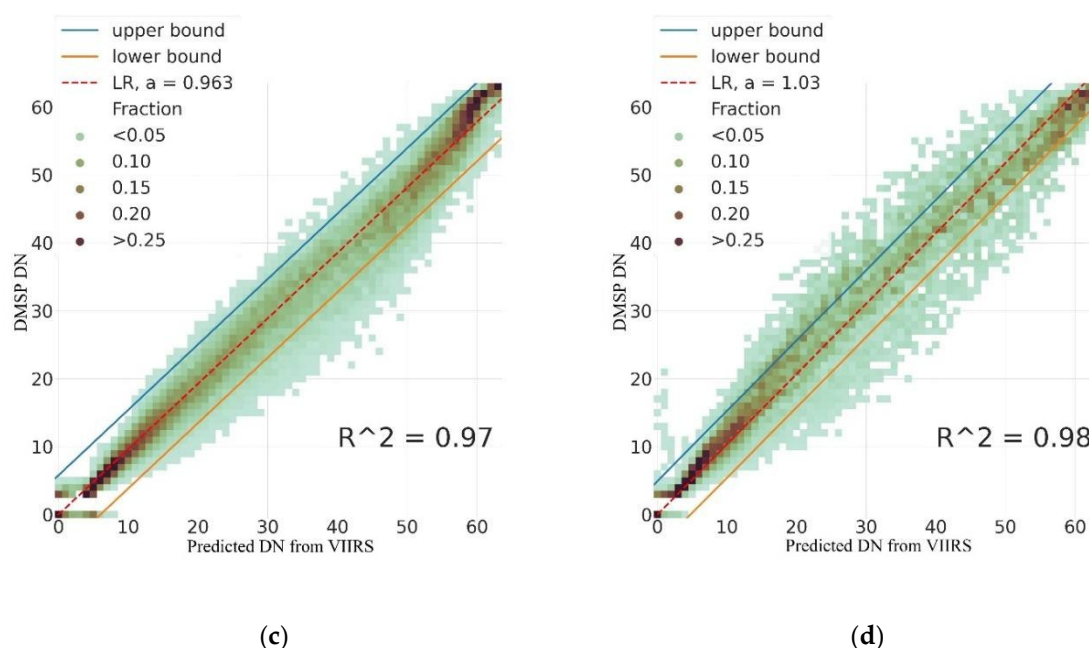 upper bound
lower bound
LR, a = 0.963
Fraction
<0.05
0.10
0.15
0.20
>0.25
60
50
40
30
20
10
0
DMSP DN
R^2 = 0.97
0 10 20 30 40 50 60
Predicted DN from VIIRS
(c)
upper bound
lower bound
LR, a = 1.03
Fraction
<0.05
0.10
0.15
0.20
>0.25
60
50
40
30
20
10
0
DMSP DN
R^2 = 0.98
0 10 20 30 40 50 60
Predicted DN from VIIRS
(d)